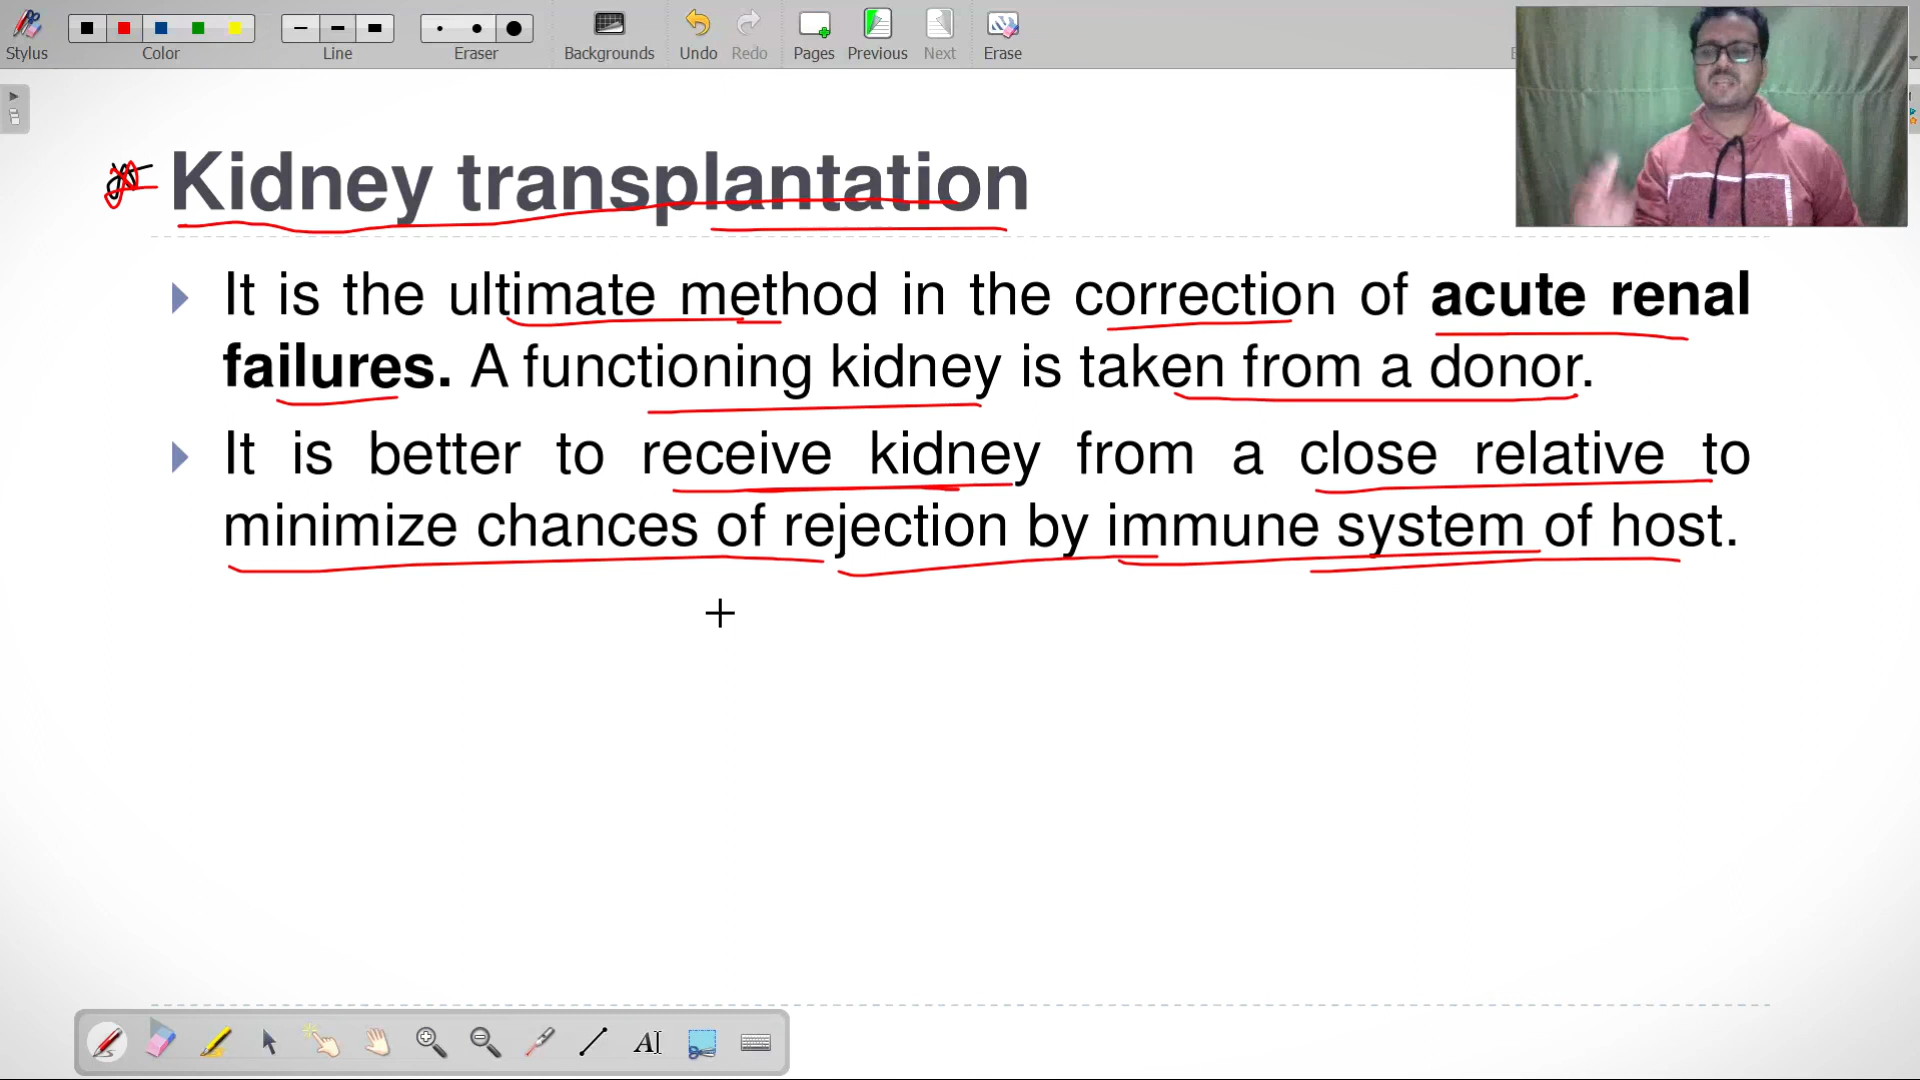 Stylus
Color
Line
Eraser
Backgrounds
Undo
Redo
Pages
Previous
Next
Erase
Kidney transplantation
It is the ultimate method in the correction of acute renal
failures. A functioning kidney is taken from a donor.
It is better to receive kidney from a close relative to
minimize chances of rejection by immune system of host.